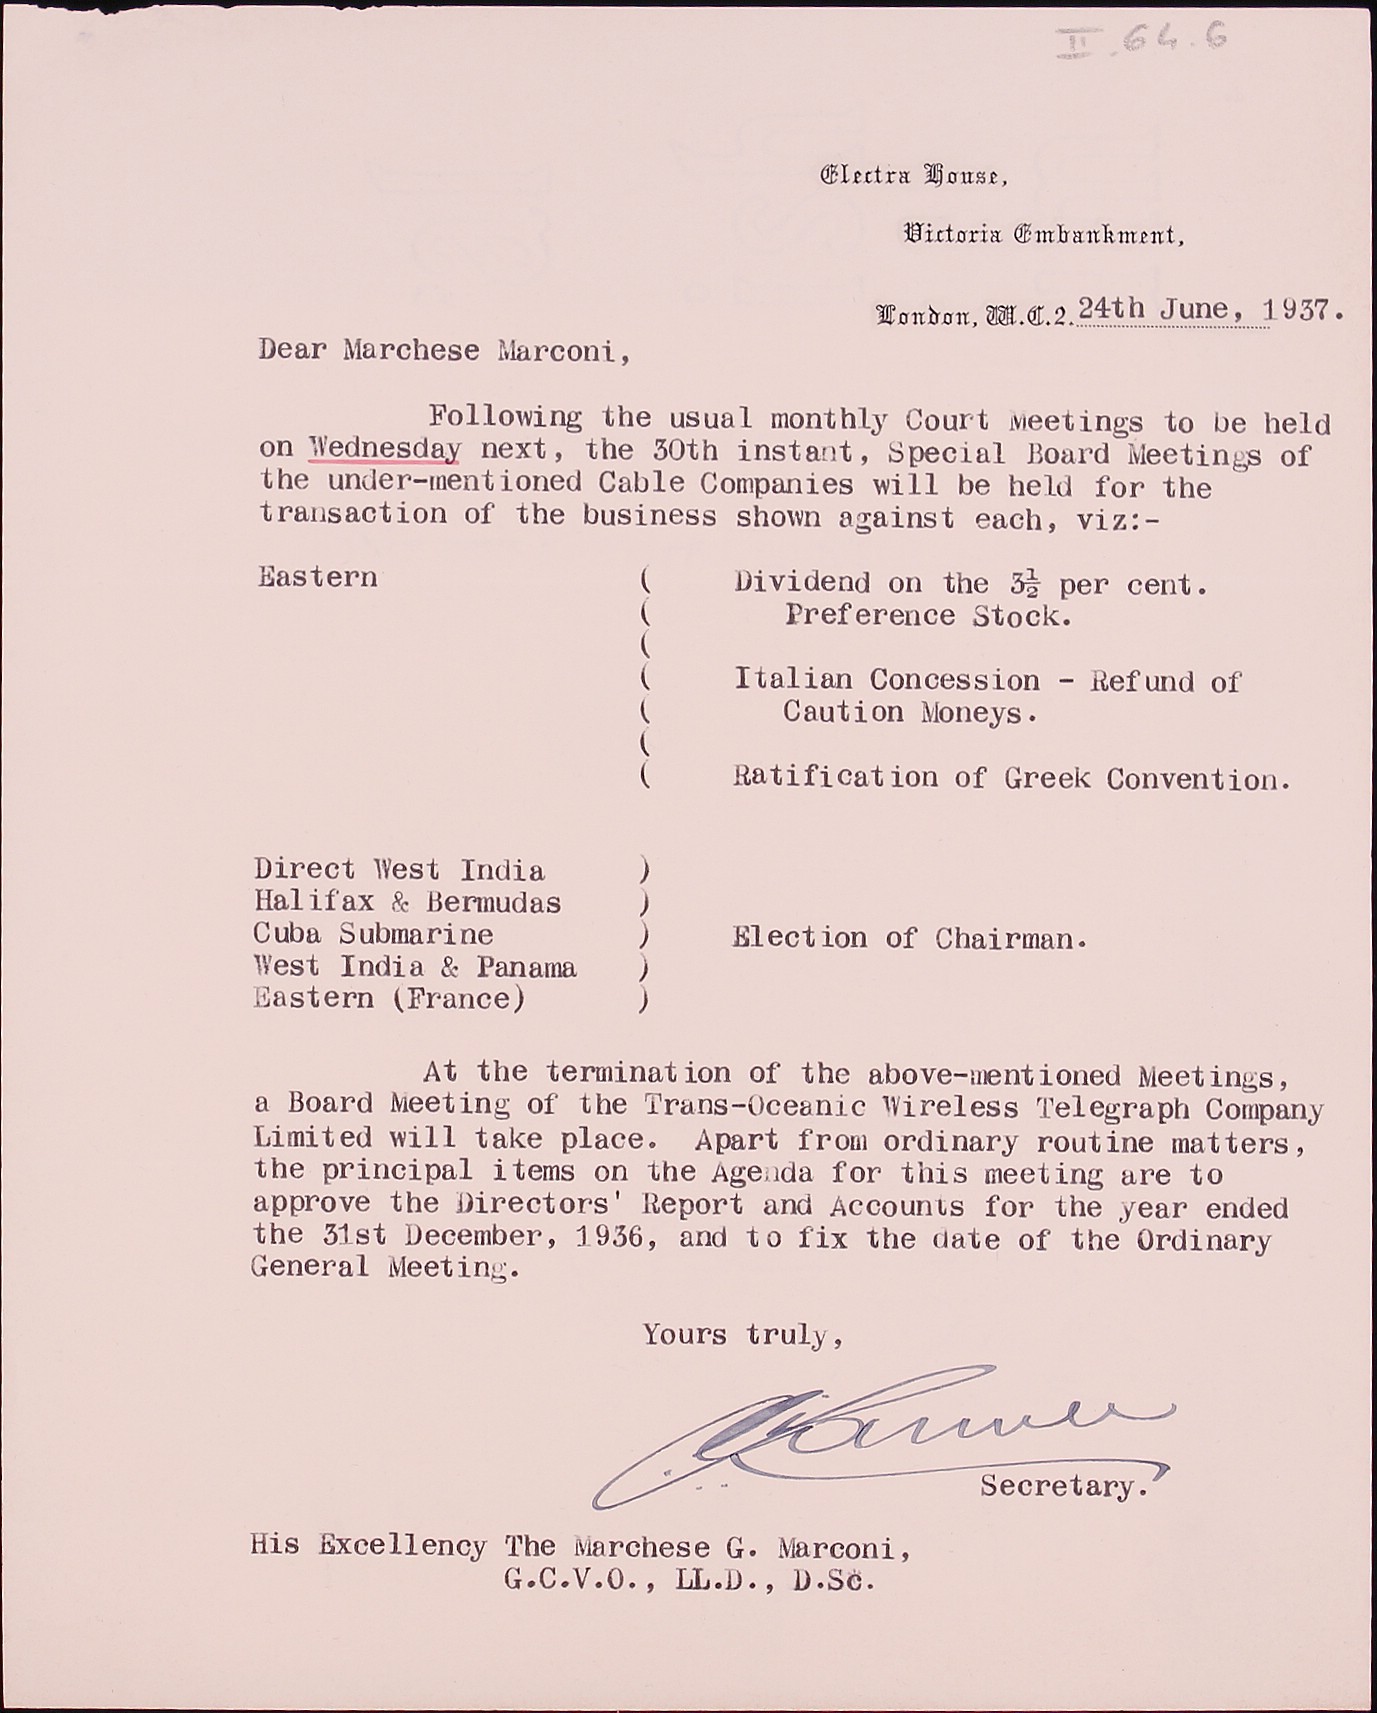 II.64.6
Electra House,
Victoria Embankment,
London, W.C.2. 24th June, 1937.
Dear Marchese Marconi,
Following the usual monthly Court Meetings to be held
on Wednesday next, the 30th instant, Special Board Meetings of
the under-mentioned Cable Companies will be held for the
transaction of the business shown against each, viz:-
Eastern ( Dividend on the 3½ per cent.
( Preference Stock.
(
( Italian Concession - Refund of
( Caution Moneys.
(
( Ratification of Greek Convention.
Direct West India )
Halifax & Bermudas )
Cuba Submarine ) Election of Chairman.
West India & Panama )
Eastern (France) )
At the termination of the above-mentioned Meetings,
a Board Meeting of the Trans-Oceanic Wireless Telegraph Company
Limited will take place. Apart from ordinary routine matters,
the principal items on the Agenda for this meeting are to
approve the Directors' Report and Accounts for the year ended
the 31st December, 1936, and to fix the date of the Ordinary
General Meeting.
Yours truly,
Secretary.
His Excellency The Marchese G. Marconi,
G.C.V.O., LL.D., D.Sc.